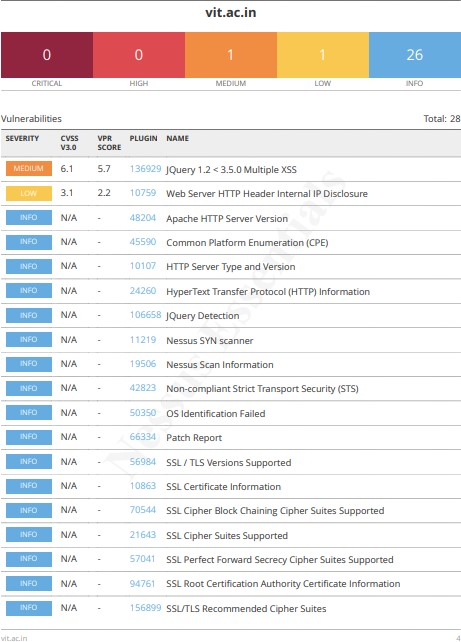 vit.ac.in
0 0 1 1 26
CRITICAL HIGH MEDIUM LOW INFO
Vulnerabilities Total: 28
SEVERITY CVSS V3.0 VPR SCORE PLUGIN NAME
MEDIUM 6.1 5.7 136929 JQuery 1.2 < 3.5.0 Multiple XSS
LOW 3.1 2.2 10759 Web Server HTTP Header Internal IP Disclosure
INFO N/A - 48204 Apache HTTP Server Version
INFO N/A - 45590 Common Platform Enumeration (CPE)
INFO N/A - 10107 HTTP Server Type and Version
INFO N/A - 24260 HyperText Transfer Protocol (HTTP) Information
INFO N/A - 106658 JQuery Detection
INFO N/A - 11219 Nessus SYN scanner
INFO N/A - 19506 Nessus Scan Information
INFO N/A - 42823 Non-compliant Strict Transport Security (STS)
INFO N/A - 50350 OS Identification Failed
INFO N/A - 66334 Patch Report
INFO N/A - 56984 SSL / TLS Versions Supported
INFO N/A - 10863 SSL Certificate Information
INFO N/A - 70544 SSL Cipher Block Chaining Cipher Suites Supported
INFO N/A - 21643 SSL Cipher Suites Supported
INFO N/A - 57041 SSL Perfect Forward Secrecy Cipher Suites Supported
INFO N/A - 94761 SSL Root Certification Authority Certificate Information
INFO N/A - 156899 SSL/TLS Recommended Cipher Suites
Nessus Essentials
vit.ac.in 4